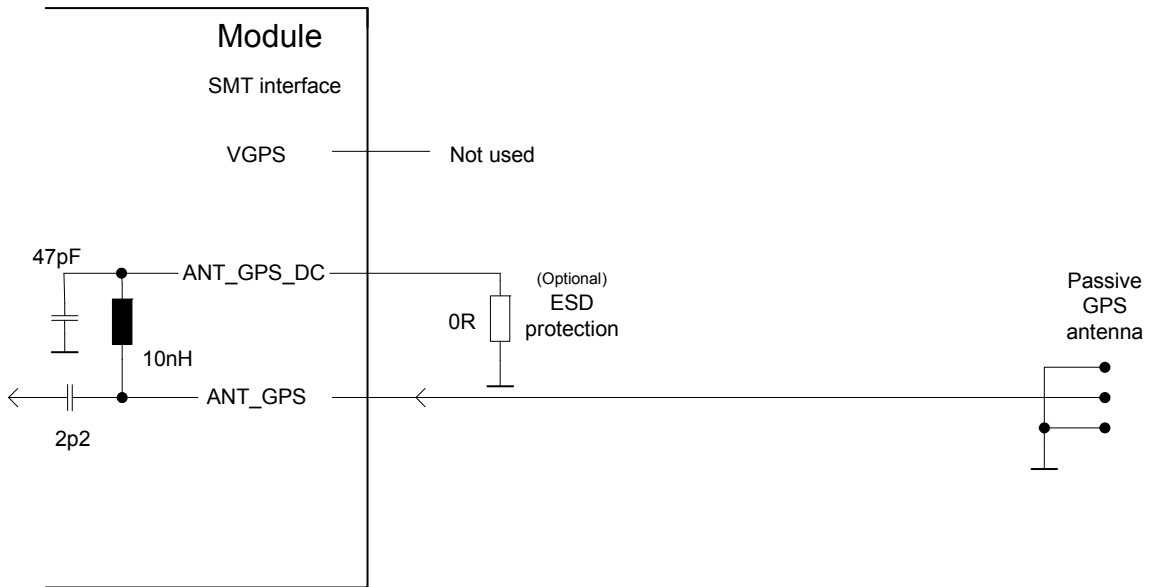 Module
SMT interface
VGPS
Not used
47pF
ANT_GPS_DC
(Optional)
ESD
protection
0R
10nH
Passive
GPS
antenna
ANT_GPS
2p2